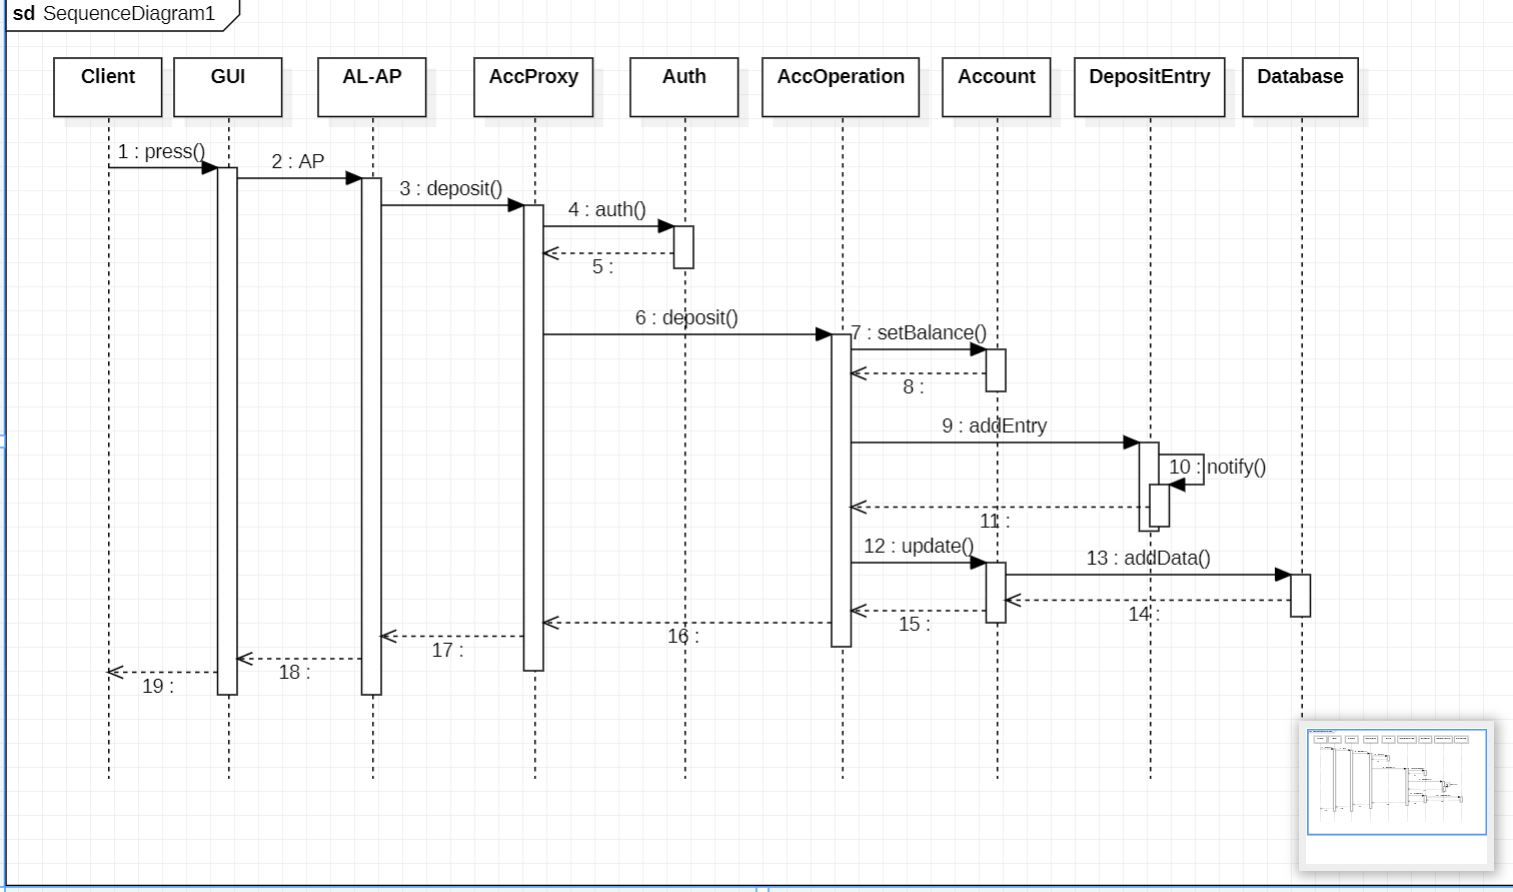 sd SequenceDiagram1
Client
GUI
AL-AP
AccProxy
Auth
AccOperation
Account
DepositEntry
Database
1 : press()
2 : AP
3 : deposit()
4 : auth()
5 :
6 : deposit()
7 : setBalance()
8 :
9 : addEntry
10 : notify()
11 :
12 : update()
13 : addData()
14 :
15 :
16 :
17 :
18 :
19 :